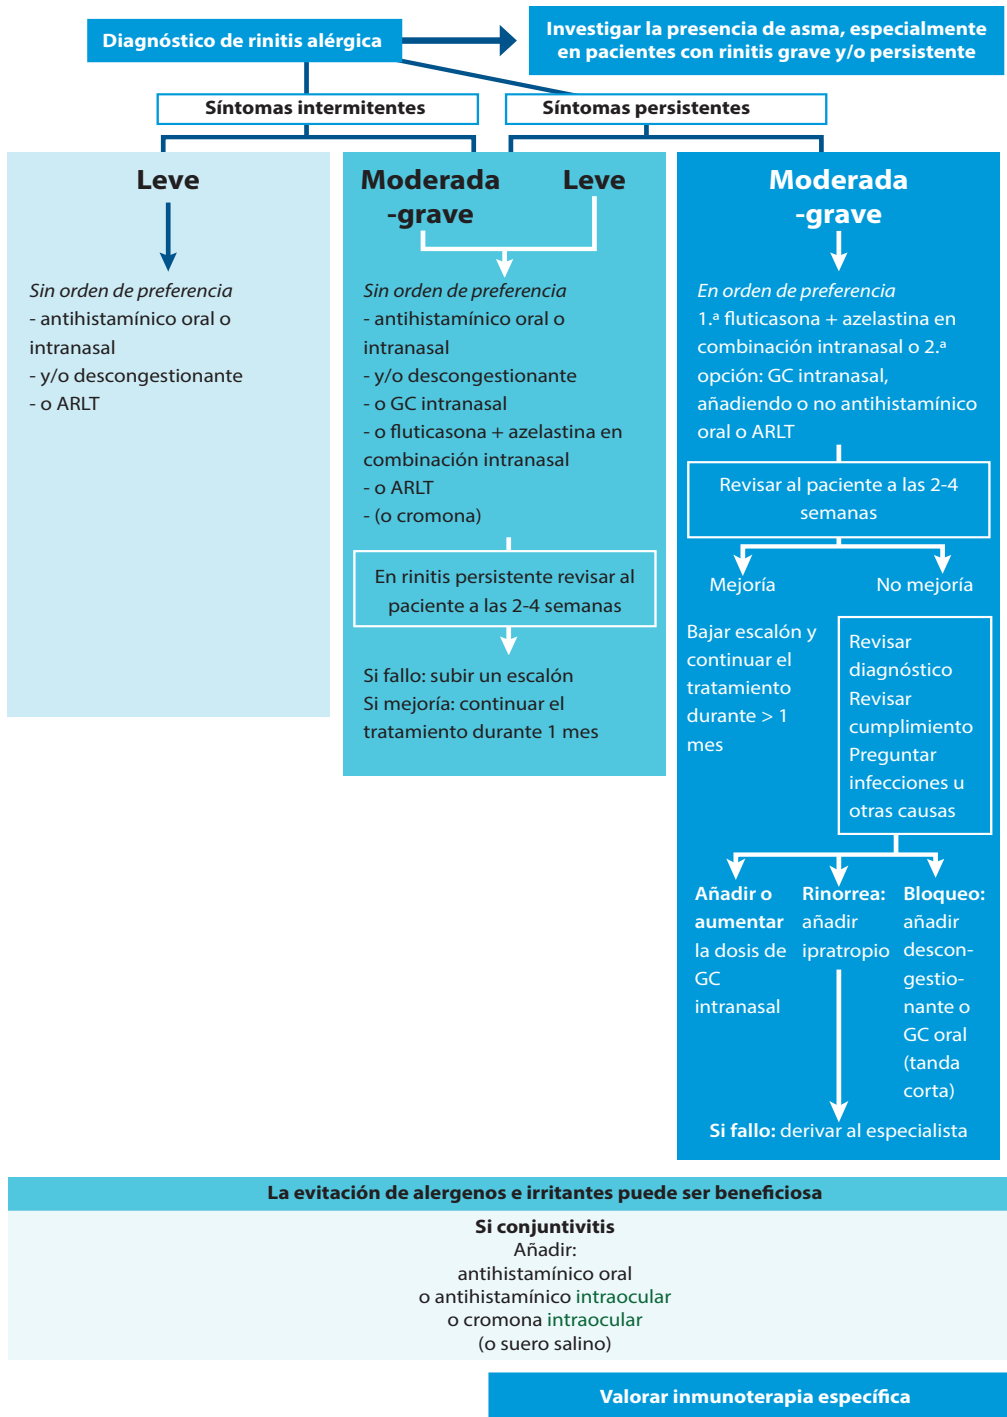 Diagnóstico de rinitis alérgica
Investigar la presencia de asma, especialmente
en pacientes con rinitis grave y/o persistente
Síntomas intermitentes
Síntomas persistentes
Leve
Sin orden de preferencia
- antihistamínico oral o
intranasal
- y/o descongestionante
- o ARLT
Moderada
-grave
Leve
Sin orden de preferencia
- antihistamínico oral o
intranasal
- y/o descongestionante
- o GC intranasal
- o fluticasona + azelastina en
combinación intranasal
- o ARLT
- (o cromona)
En rinitis persistente revisar al
paciente a las 2-4 semanas
Si fallo: subir un escalón
Si mejoría: continuar el
tratamiento durante 1 mes
Moderada
-grave
En orden de preferencia
1.ª fluticasona + azelastina en
combinación intranasal o 2.ª
opción: GC intranasal,
añadiendo o no antihistamínico
oral o ARLT
Revisar al paciente a las 2-4
semanas
Mejoría
No mejoría
Bajar escalón y
continuar el
tratamiento
durante > 1
mes
Revisar
diagnóstico
Revisar
cumplimiento
Preguntar
infecciones u
otras causas
Añadir o
aumentar
la dosis de
GC
intranasal
Rinorrea:
añadir
ipratropio
Bloqueo:
añadir
descon-
gestio-
nante o
GC oral
(tanda
corta)
Si fallo: derivar al especialista
La evitación de alergenos e irritantes puede ser beneficiosa
Si conjuntivitis
Añadir:
antihistamínico oral
o antihistamínico intraocular
o cromona intraocular
(o suero salino)
Valorar inmunoterapia específica